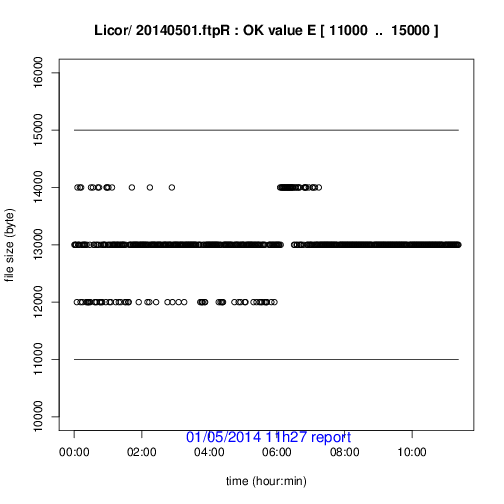 Licor/ 20140501.ftpR : OK value E [ 11000 .. 15000 ]
file size (byte)
16000
15000
14000
13000
12000
11000
10000
01/05/2014 11h27 report
00:00 02:00 04:00 06:00 08:00 10:00
time (hour:min)